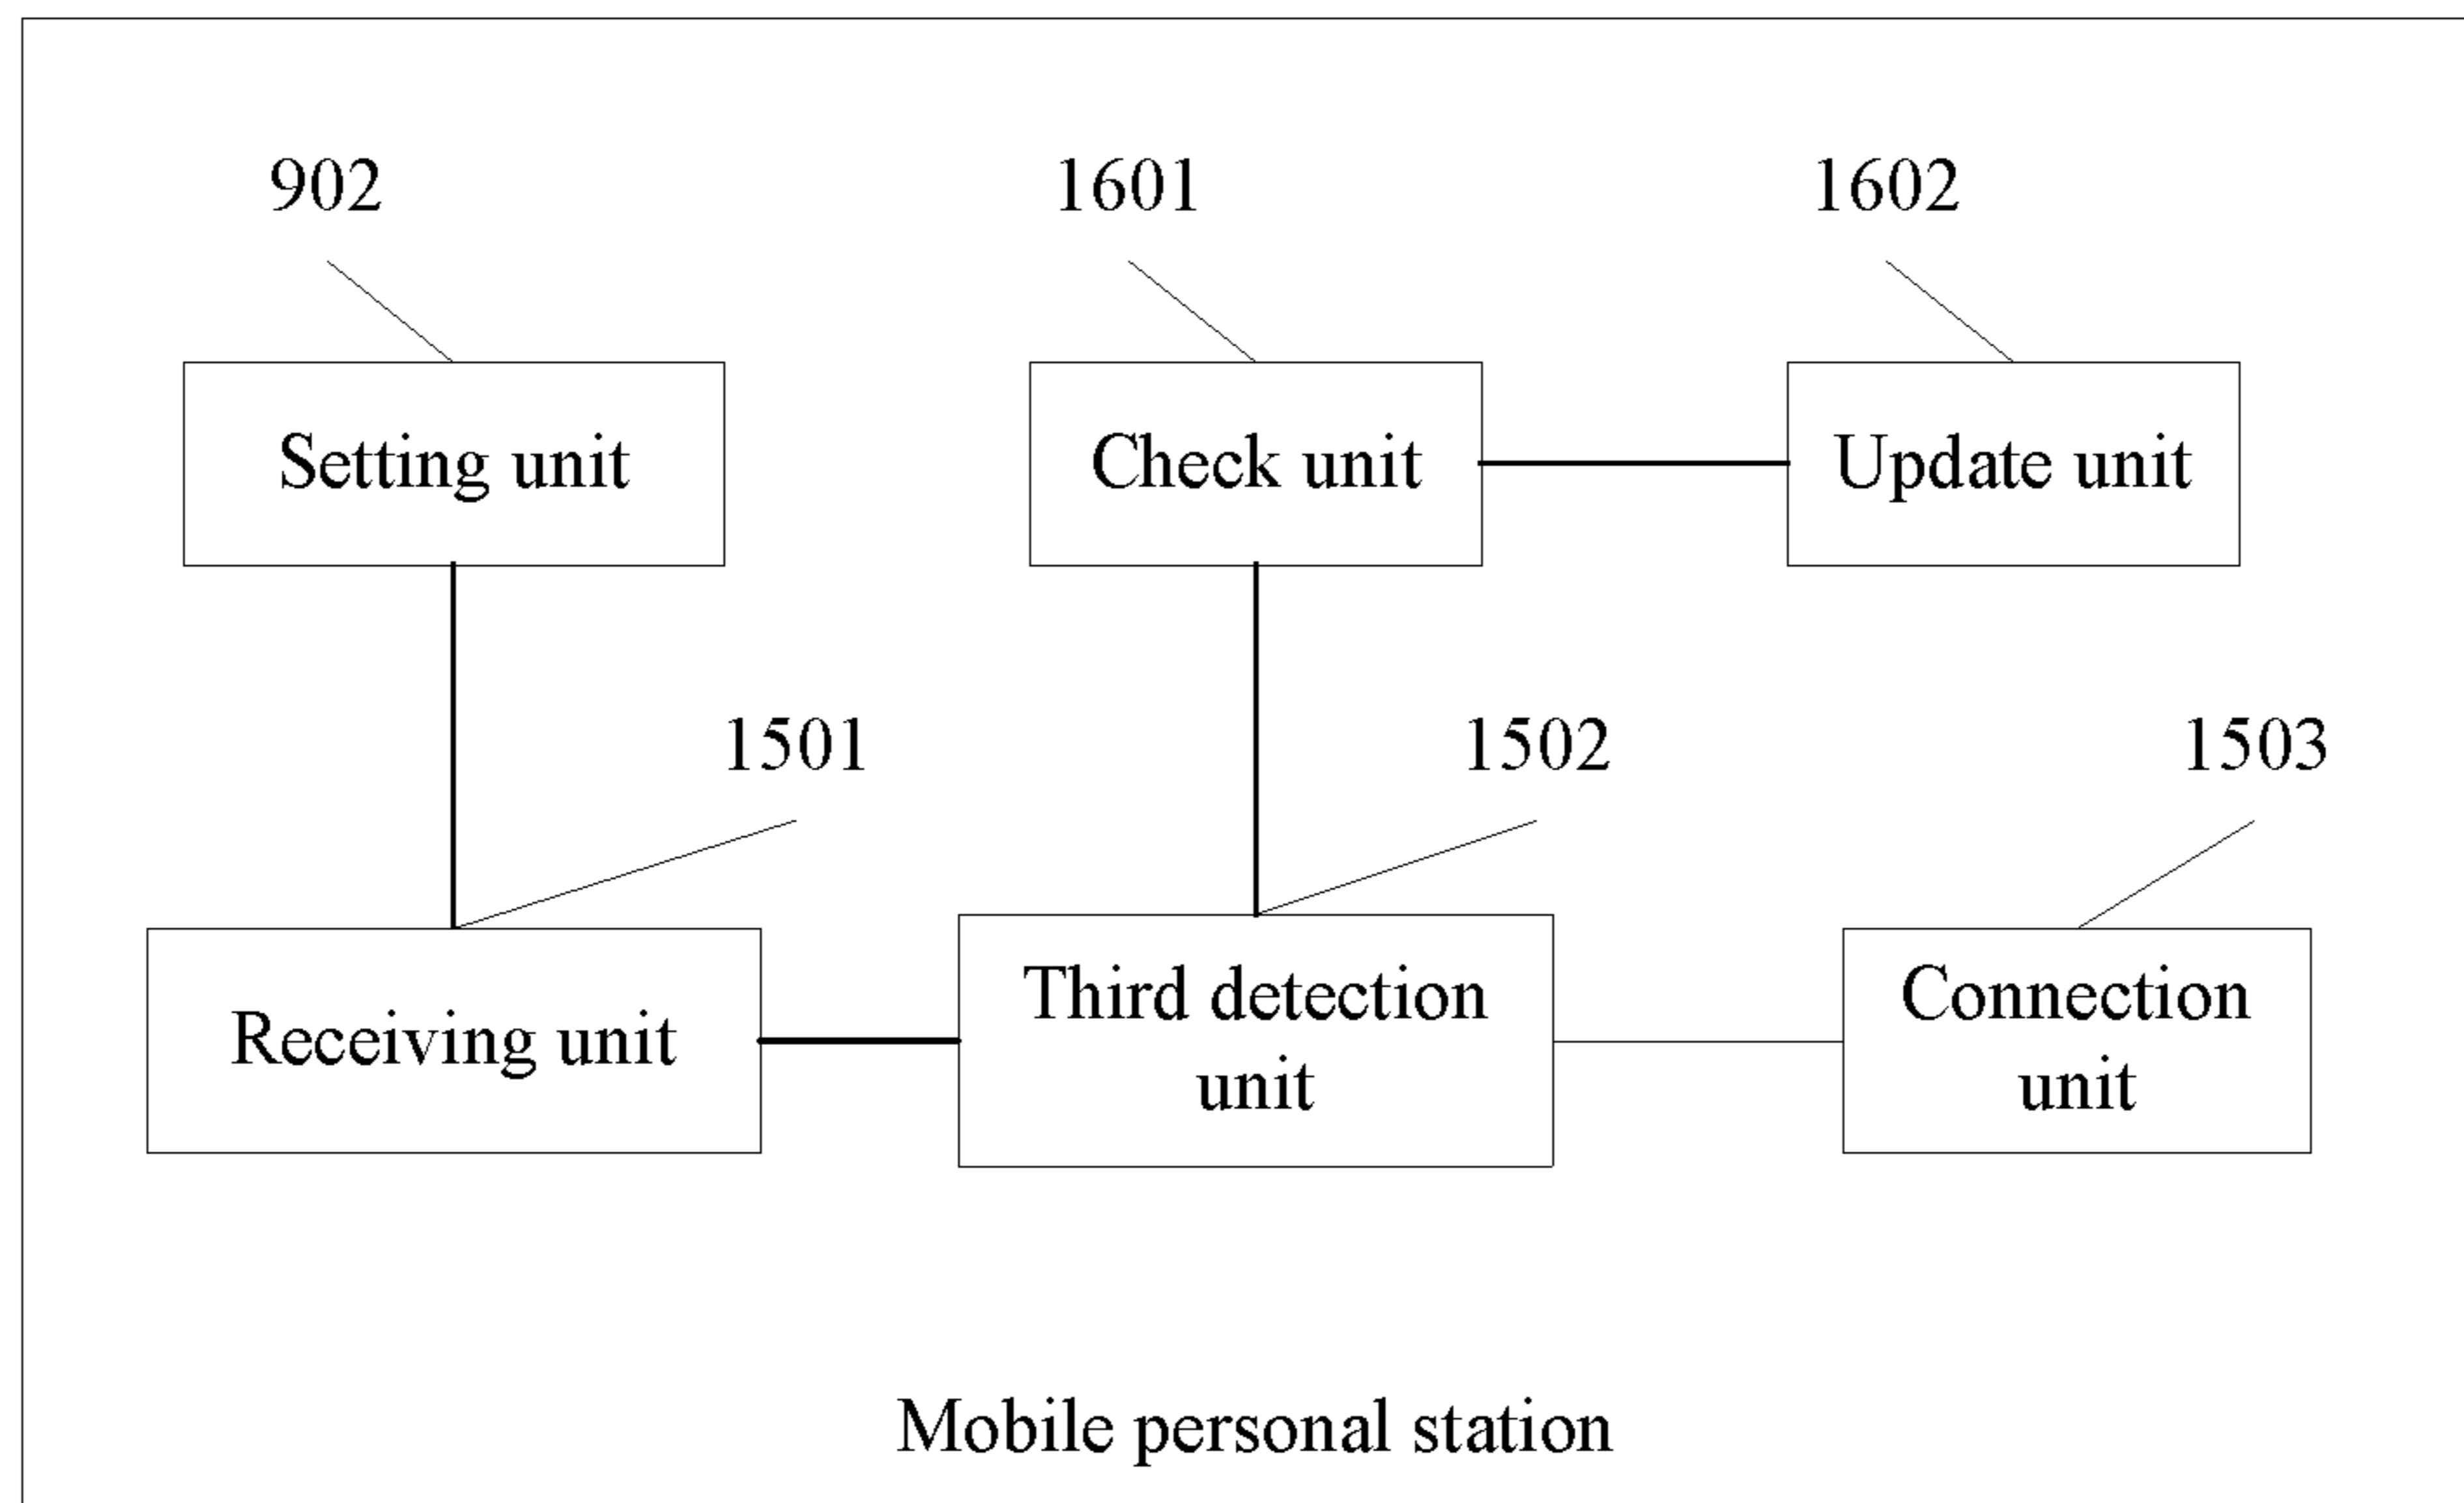 902
1601
1602
Setting unit
Check unit
Update unit
1501
1502
1503
Receiving unit
Third detection
unit
Connection
unit
Mobile personal station